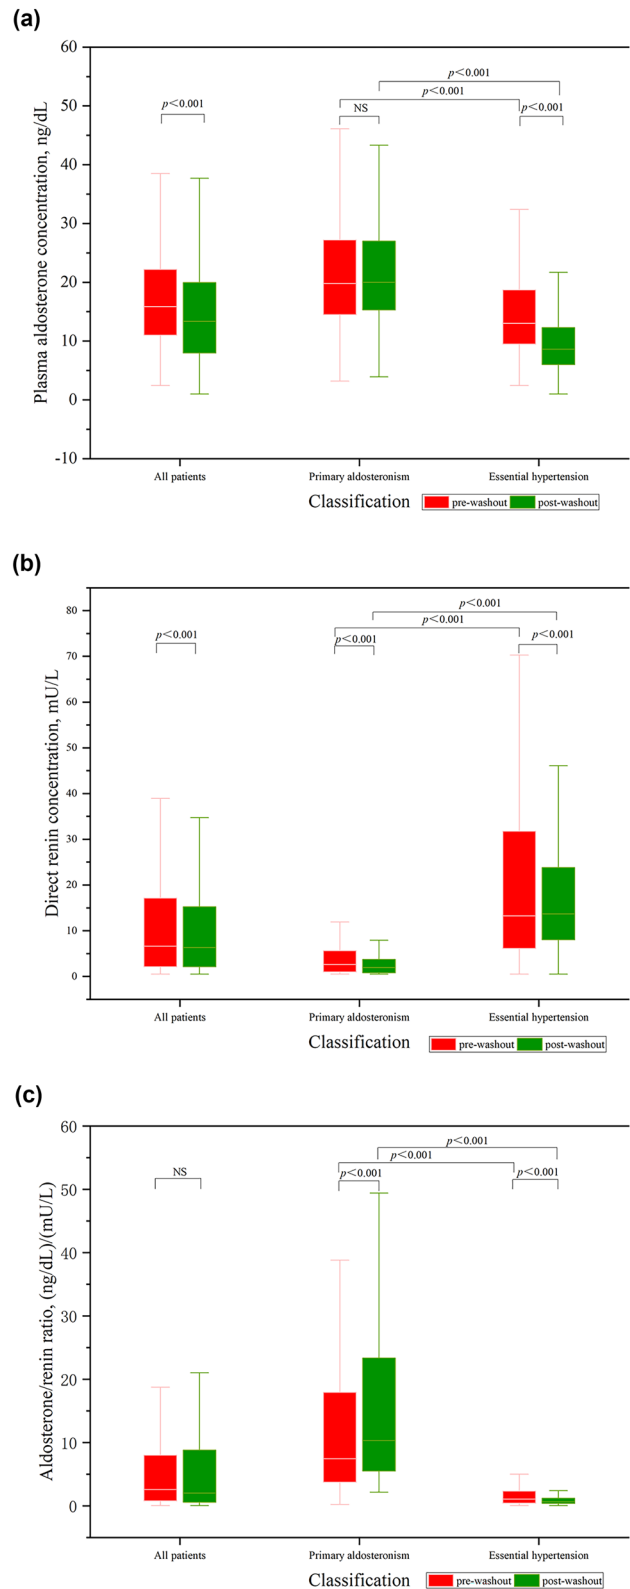 (a)
60
p<0.001
50
p<0.001
p<0.001
NS
p<0.001
40
30
20
10
0
-10
Plasma aldosterone concentration, ng/dL
All patients
Primary aldosteronism
Essential hypertension
Classification
pre-washout
post-washout
(b)
80
p<0.001
p<0.001
p<0.001
p<0.001
p<0.001
70
60
50
40
30
20
10
0
Direct renin concentration, mU/L
All patients
Primary aldosteronism
Essential hypertension
Classification
pre-washout
post-washout
(c)
60
p<0.001
p<0.001
NS
p<0.001
p<0.001
50
40
30
20
10
0
Aldosterone/renin ratio, (ng/dL)/(mU/L)
All patients
Primary aldosteronism
Essential hypertension
Classification
pre-washout
post-washout